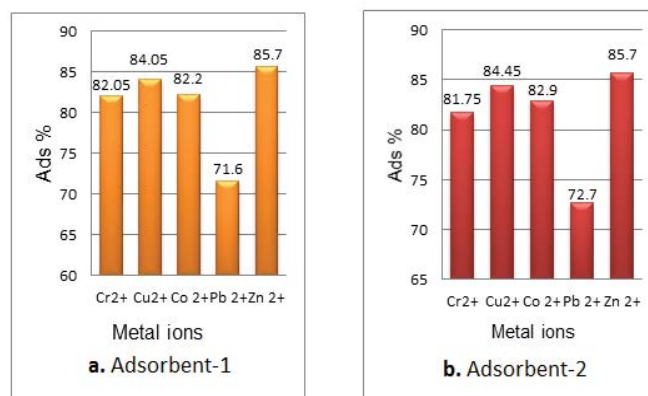 90
85
80
75
70
65
60
Ads %
82.05
84.05
82.2
71.6
85.7
Cr2+ Cu2+ Co 2+ Pb 2+ Zn 2+
Metal ions
a. Adsorbent-1
90
85
80
75
70
65
Ads %
81.75
84.45
82.9
72.7
85.7
Cr2+ Cu2+ Co 2+ Pb 2+ Zn 2+
Metal ions
b. Adsorbent-2